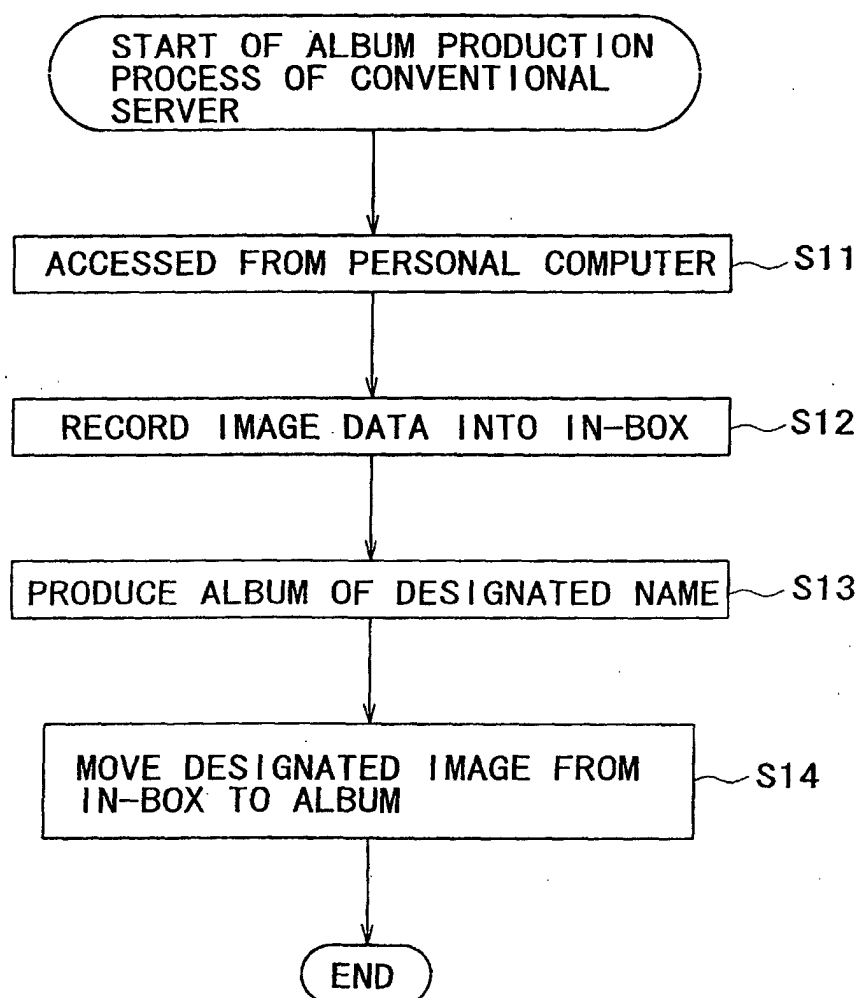 START OF ALBUM PRODUCTION
PROCESS OF CONVENTIONAL
SERVER
ACCESSED FROM PERSONAL COMPUTER
S11
RECORD IMAGE DATA INTO IN-BOX
S12
PRODUCE ALBUM OF DESIGNATED NAME
S13
MOVE DESIGNATED IMAGE FROM
IN-BOX TO ALBUM
S14
END